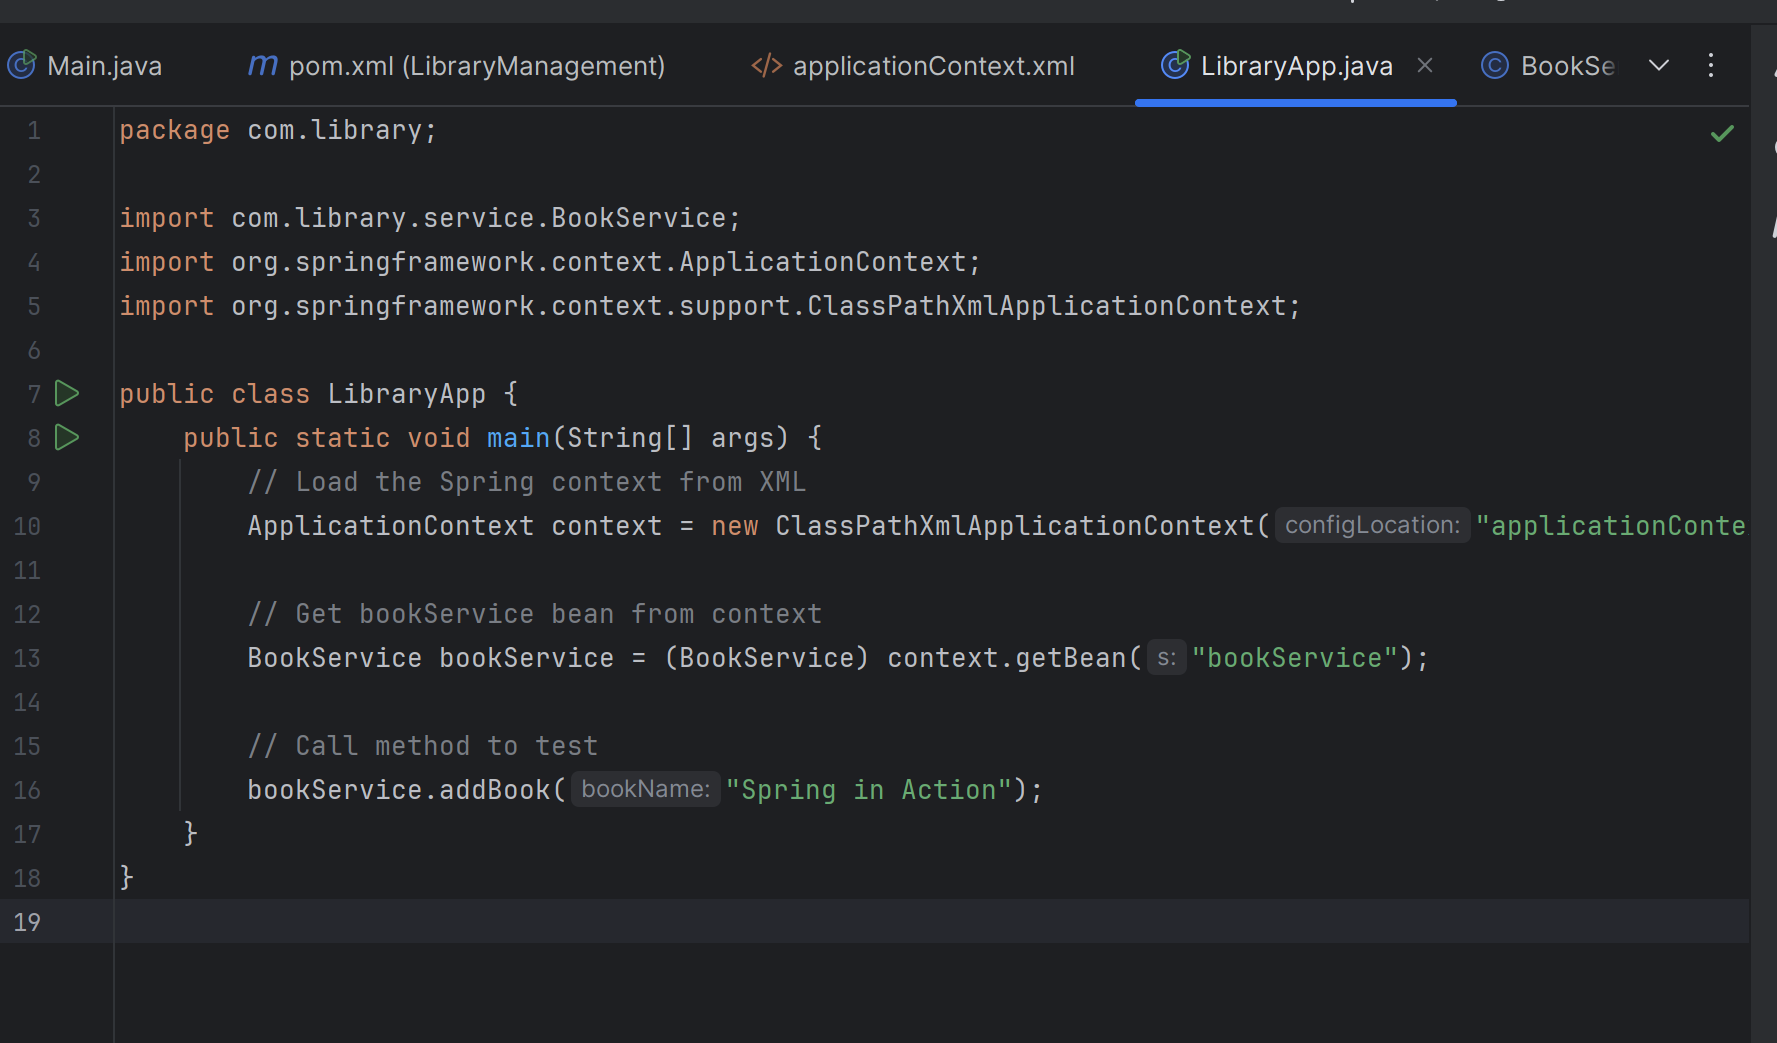 Main.java pom.xml (LibraryManagement) applicationContext.xml LibraryApp.java BookSe
1 package com.library;
2
3 import com.library.service.BookService;
4 import org.springframework.context.ApplicationContext;
5 import org.springframework.context.support.ClassPathXmlApplicationContext;
6
7 public class LibraryApp {
8 public static void main(String[] args) {
9 // Load the Spring context from XML
10 ApplicationContext context = new ClassPathXmlApplicationContext( configLocation: "applicationConte
11
12 // Get bookService bean from context
13 BookService bookService = (BookService) context.getBean( s: "bookService");
14
15 // Call method to test
16 bookService.addBook( bookName: "Spring in Action");
17 }
18 }
19